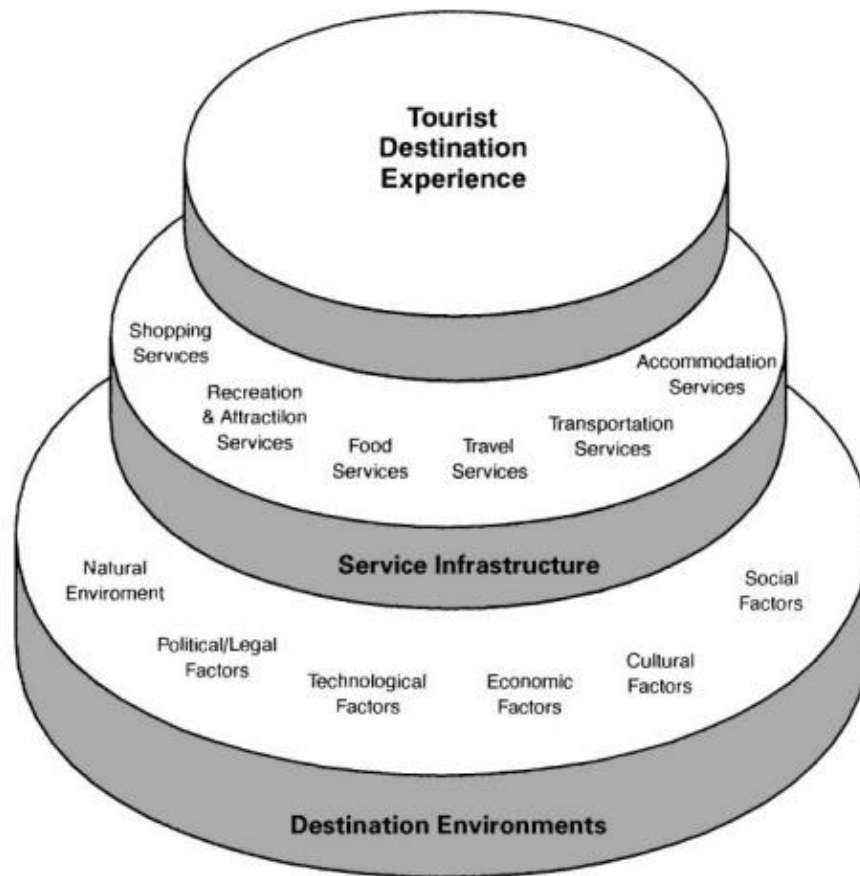 Tourist
Destination
Experience
Shopping
Services
Recreation
& Attractilon
Services
Food
Services
Travel
Services
Transportation
Services
Accommodation
Services
Service Infrastructure
Natural
Enviroment
Political/Legal
Factors
Technological
Factors
Economic
Factors
Cultural
Factors
Social
Factors
Destination Environments